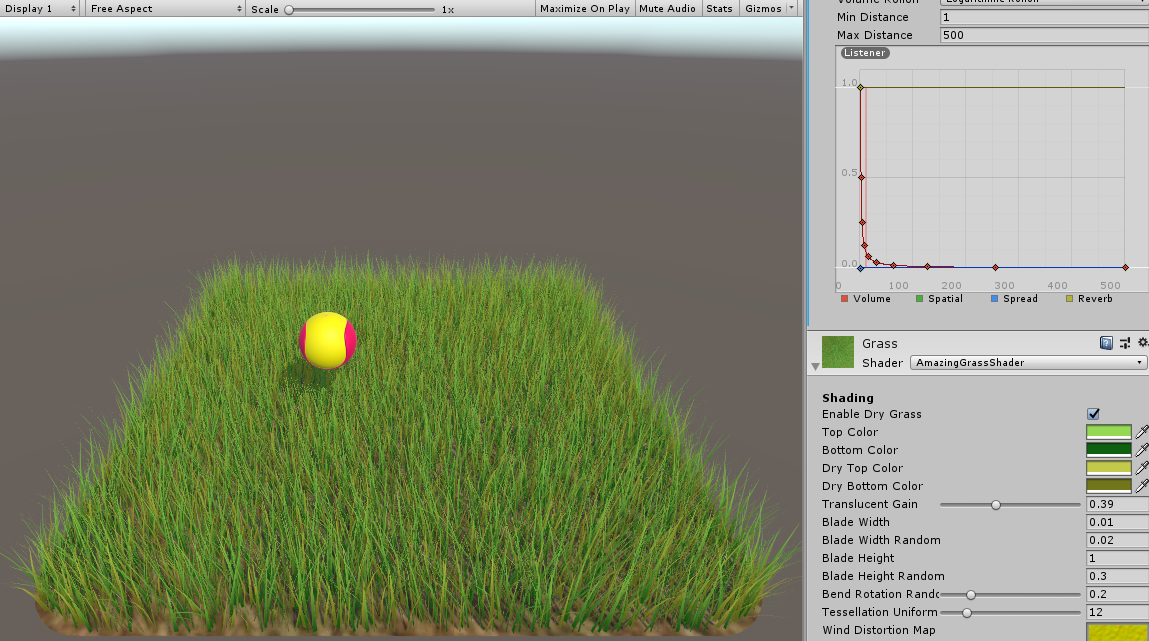 Display 1
Free Aspect
Scale
1x
Maximize On Play
Mute Audio
Stats
Gizmos
Volume Rolloff
Logarithmic Rolloff
Min Distance
1
Max Distance
500
Listener
1.0
0.5
0.0
0
100
200
300
400
500
Volume
Spatial
Spread
Reverb
Grass
Shader
AmazingGrassShader
Shading
Enable Dry Grass
Top Color
Bottom Color
Dry Top Color
Dry Bottom Color
Translucent Gain
0.39
Blade Width
0.01
Blade Width Random
0.02
Blade Height
1
Blade Height Random
0.3
Bend Rotation Rando
0.2
Tessellation Uniform
12
Wind Distortion Map